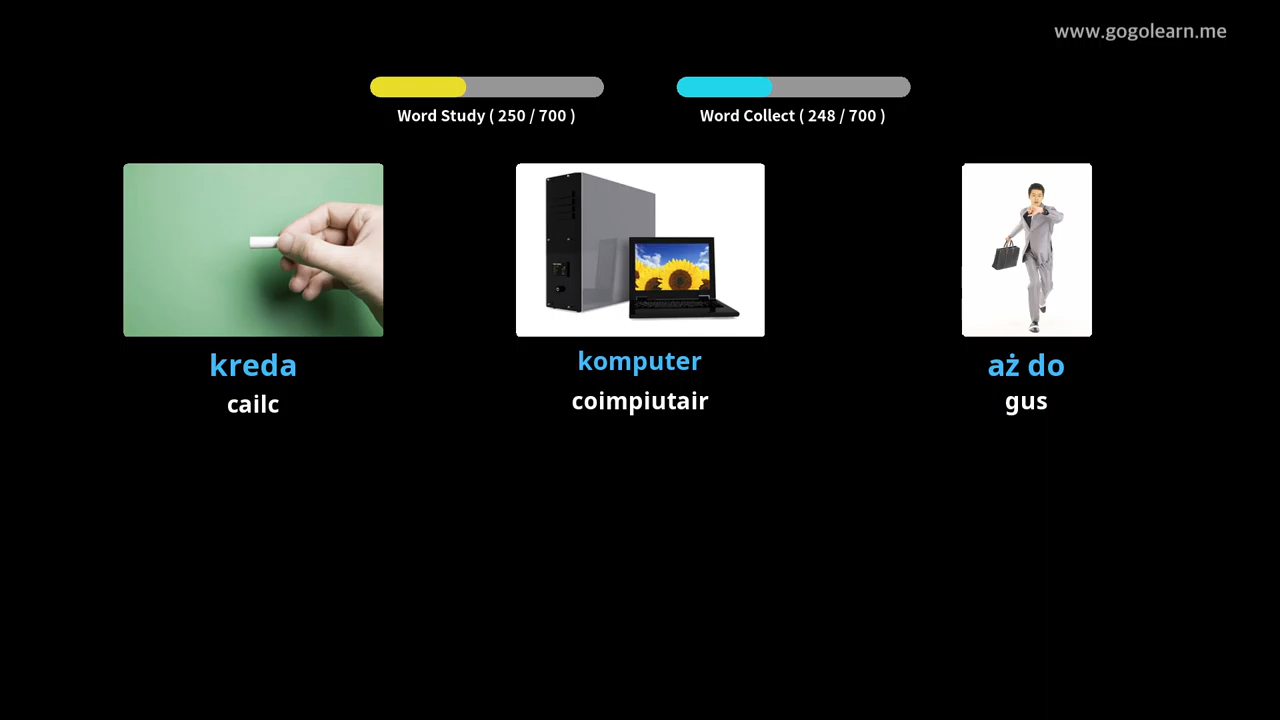 www.gogolearn.me
Word Study ( 250 / 700 )
Word Collect ( 248 / 700 )
kreda
komputer
aż do
cailc
coimpiutair
gus